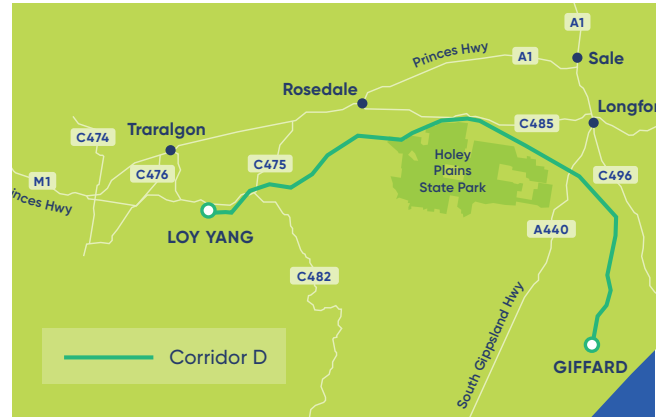 A1
Princes Hwy
A1
Sale
Rosedale
Longfor
C474
Traralgon
C485
C475
Holey
Plains
State Park
C476
C496
M1
inces Hwy
LOY YANG
A440
C482
South Gippsland Hwy
Corridor D
GIFFARD